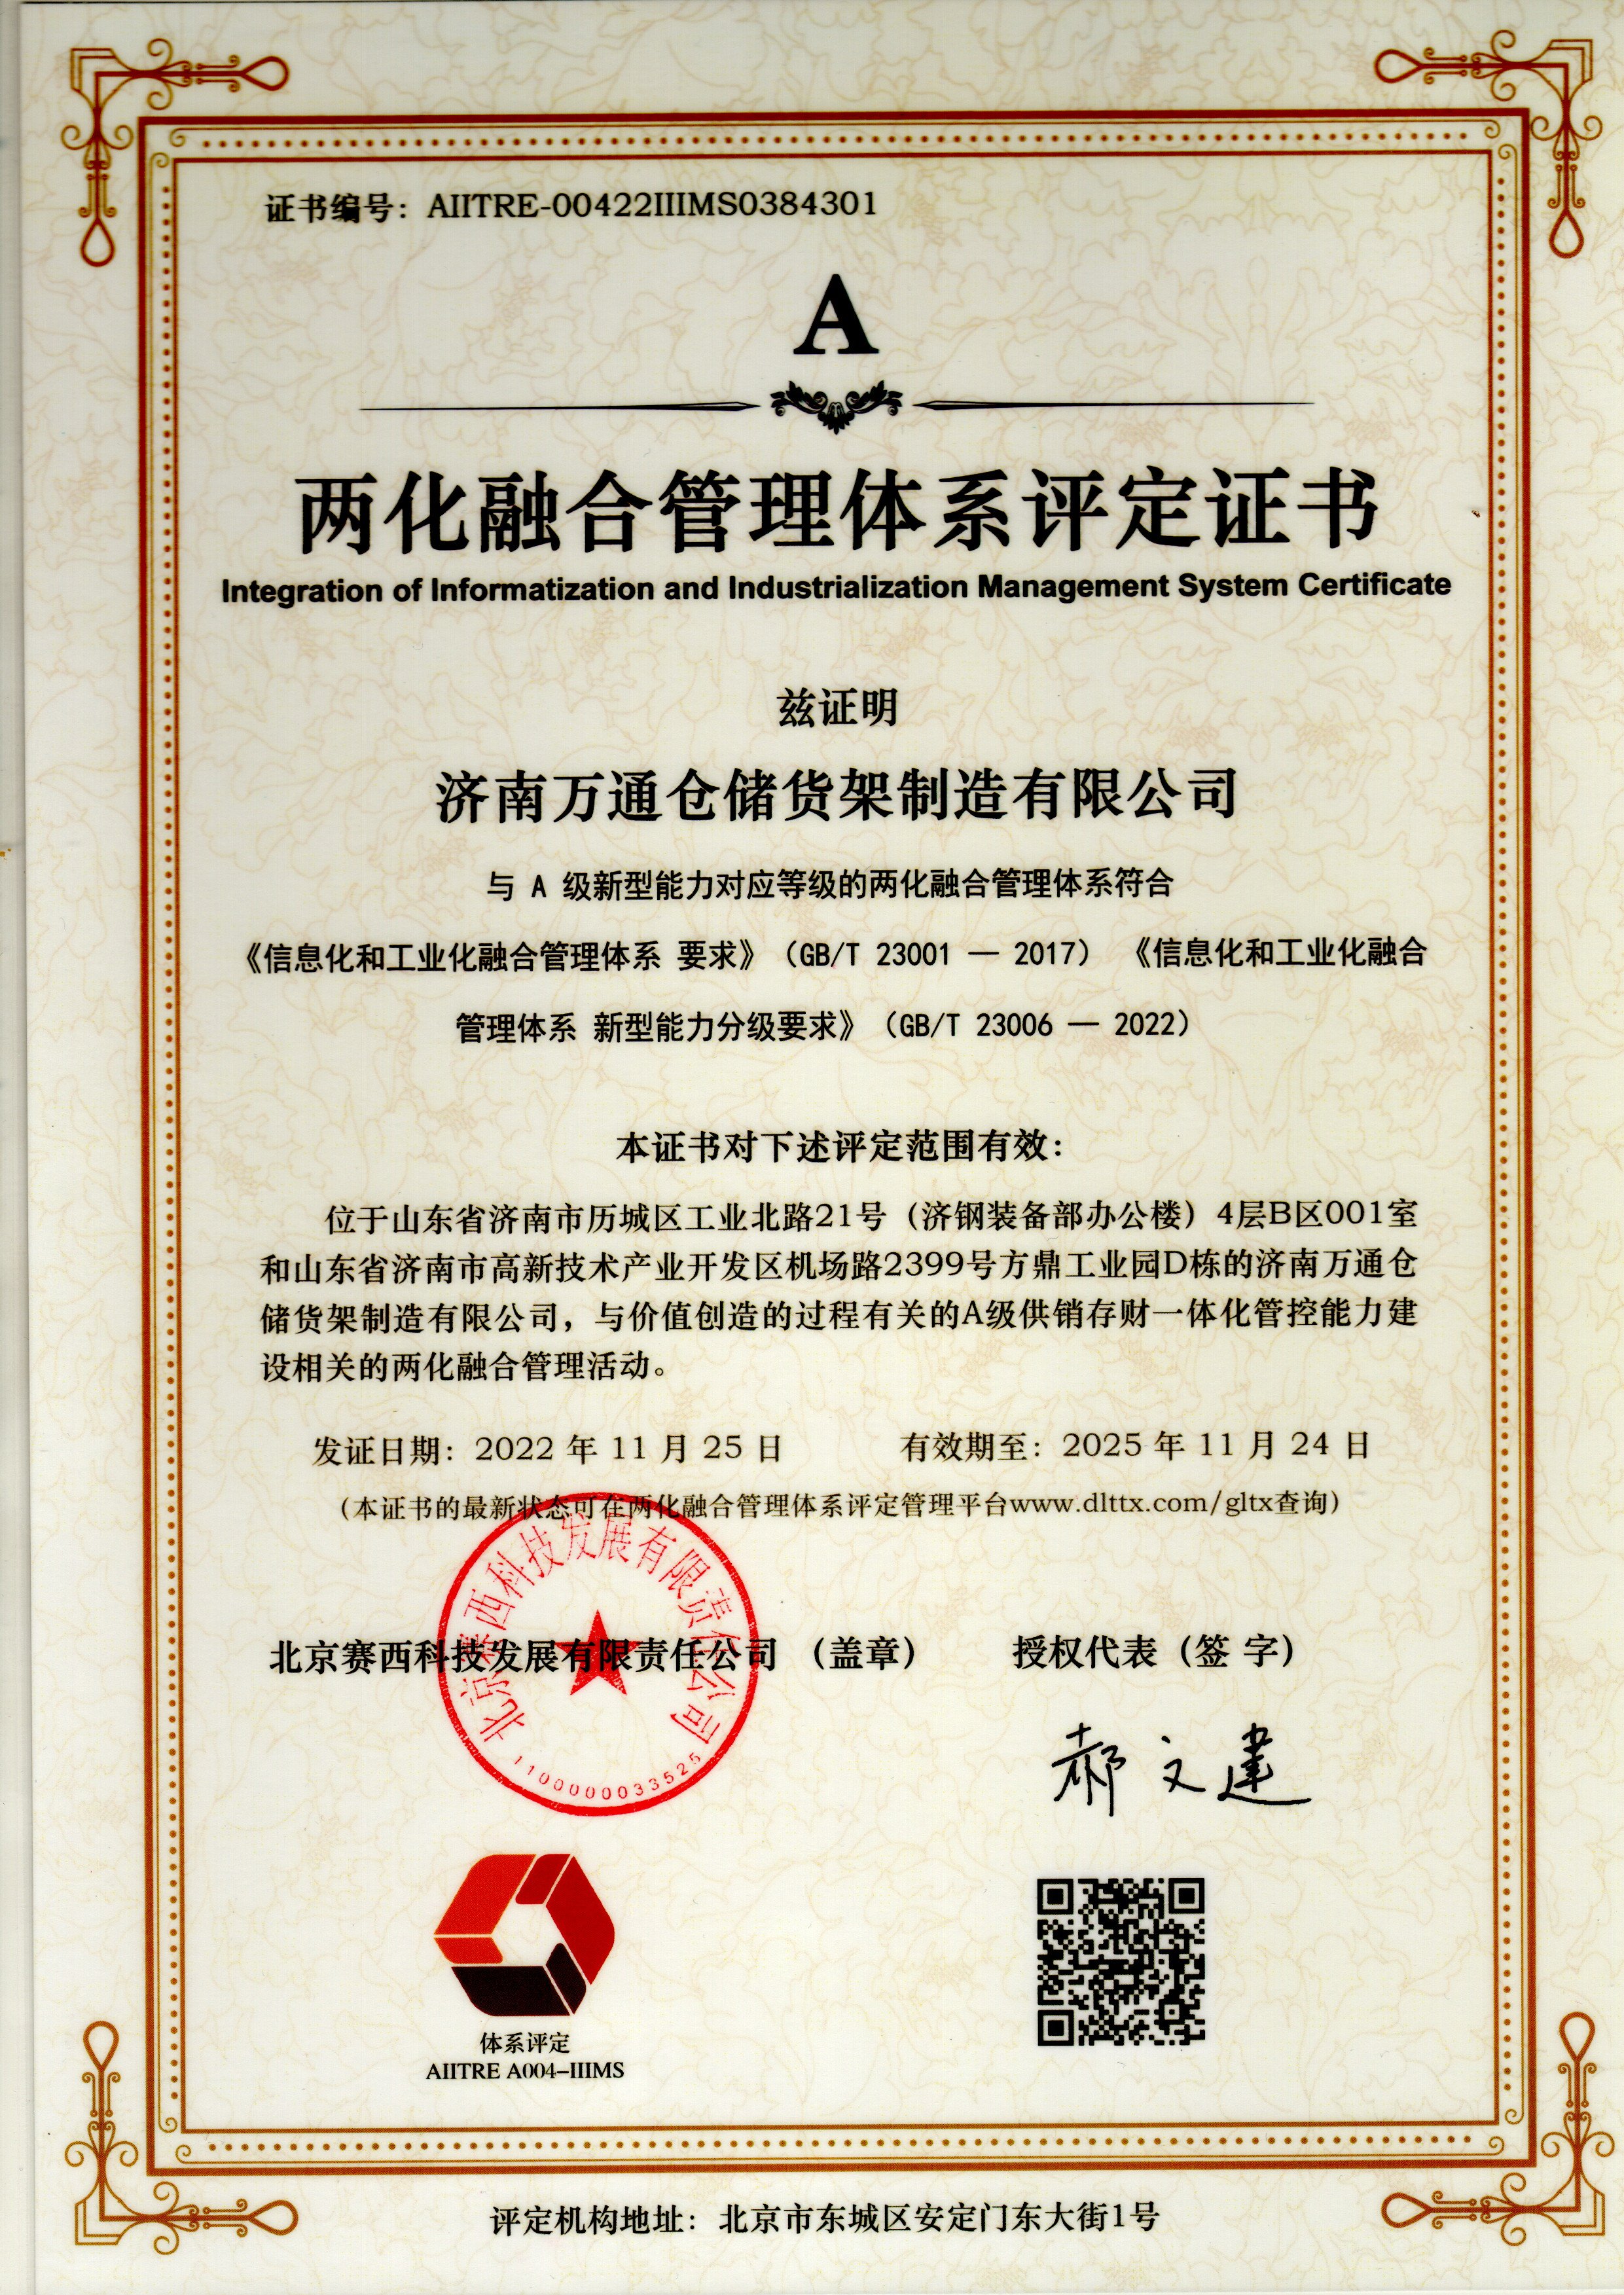 证书编号：AIITRE-00422IIIMS0384301
A
两化融合管理体系评定证书
Integration of Informatization and Industrialization Management System Certificate
兹证明
济南万通仓储货架制造有限公司
与 A 级新型能力对应等级的两化融合管理体系符合
《信息化和工业化融合管理体系 要求》（GB/T 23001 — 2017） 《信息化和工业化融合
管理体系 新型能力分级要求》（GB/T 23006 — 2022）
本证书对下述评定范围有效：
位于山东省济南市历城区工业北路21号（济钢装备部办公楼）4层B区001室
和山东省济南市高新技术产业开发区机场路2399号方鼎工业园D栋的济南万通仓
储货架制造有限公司，与价值创造的过程有关的A级供销存财一体化管控能力建
设相关的两化融合管理活动。
发证日期：2022 年 11 月 25 日 有效期至：2025 年 11 月 24 日
（本证书的最新状态可在两化融合管理体系评定管理平台www.dlttx.com/gltx查询）
北京赛西科技发展有限责任公司
北京赛西科技发展有限责任公司 （盖章） 授权代表（签 字）
1100000033525
郝文建
体系评定
AIITRE A004-IIIMS
评定机构地址：北京市东城区安定门东大街1号